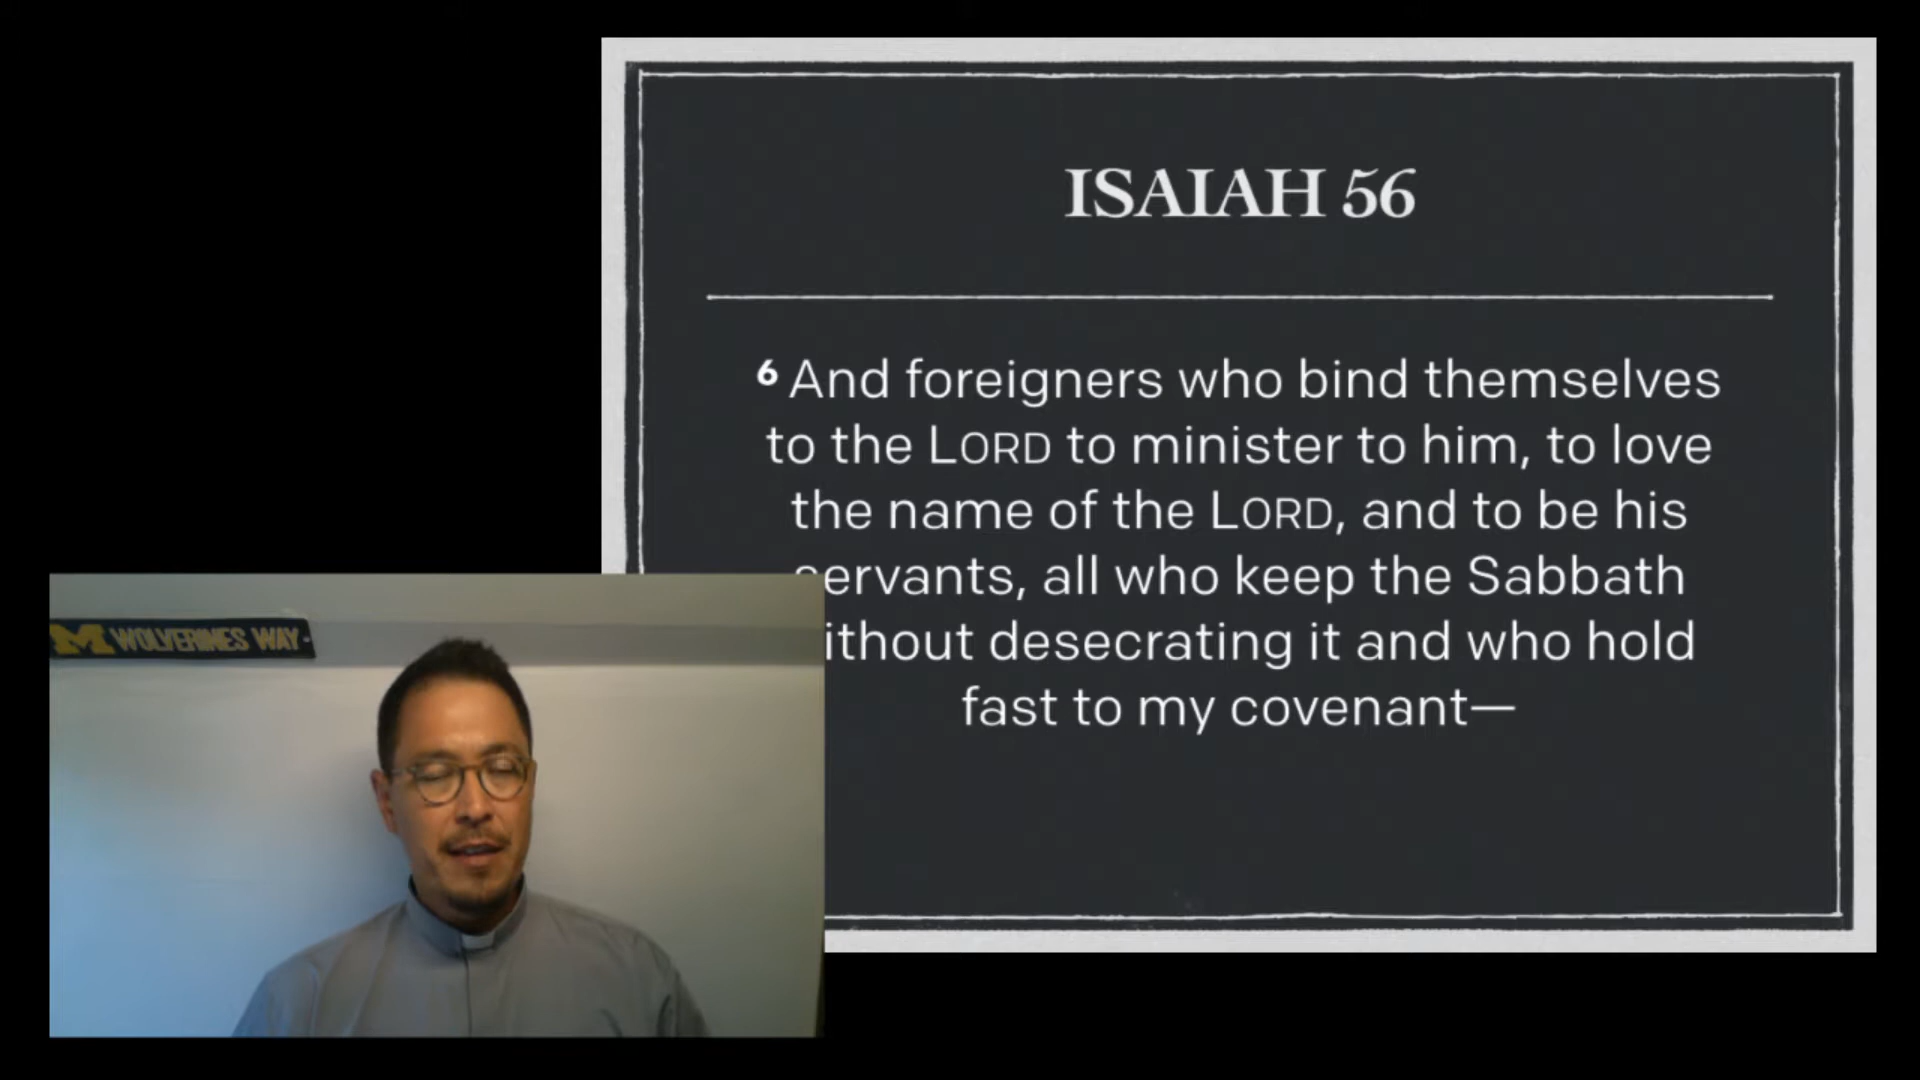 ISAIAH 56
6 And foreigners who bind themselves
to the LORD to minister to him, to love
the name of the LORD, and to be his
servants, all who keep the Sabbath
ithout desecrating it and who hold
fast to my covenant—
M WOLVERINES WAY